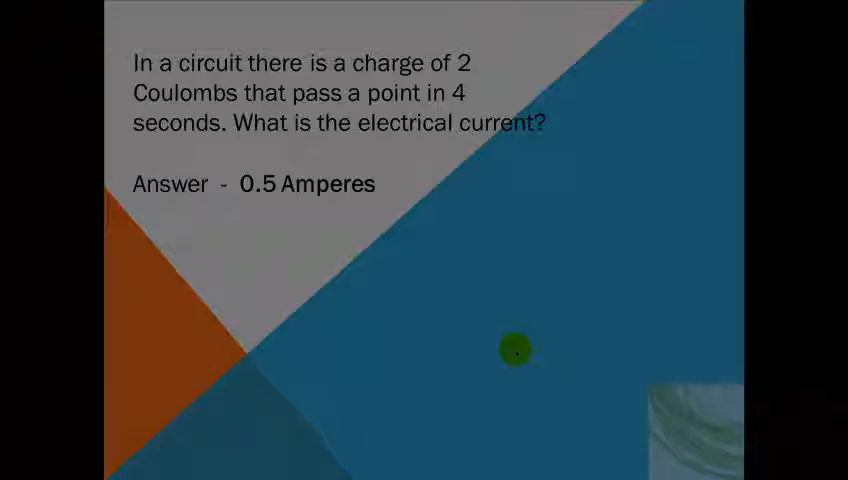 In a circuit there is a charge of 2
Coulombs that pass a point in 4
seconds. What is the electrical current?
Answer - 0.5 Amperes